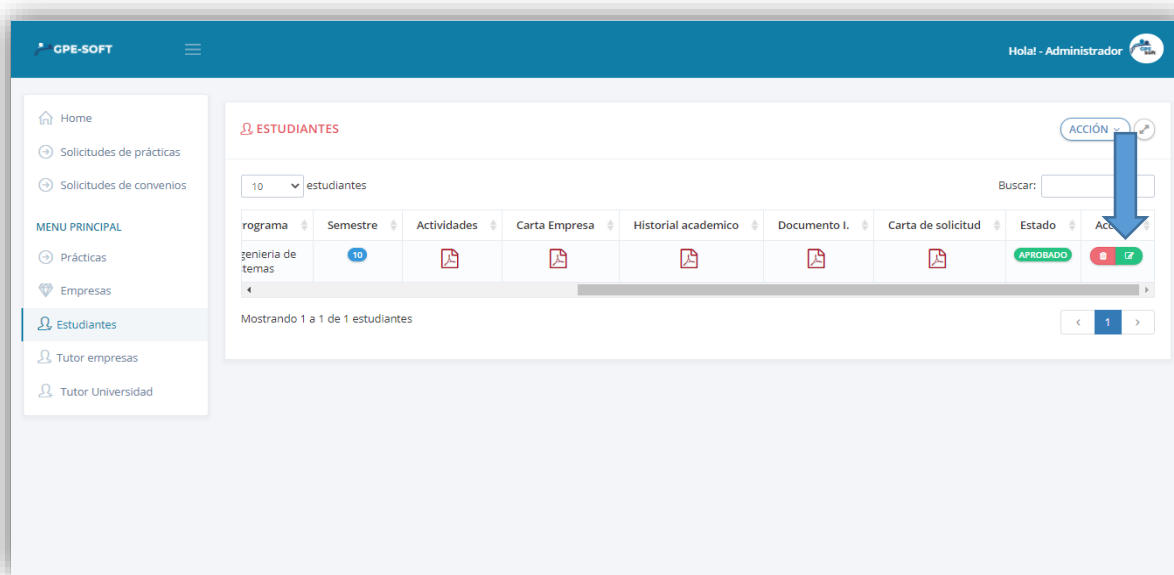 GPE-SOFT
Hola! - Administrador
Home
Solicitudes de prácticas
Solicitudes de convenios
MENU PRINCIPAL
Prácticas
Empresas
Estudiantes
Tutor empresas
Tutor Universidad
ESTUDIANTES
ACCIÓN
10 estudiantes
Buscar:
rograma Semestre Actividades Carta Empresa Historial academico Documento I. Carta de solicitud Estado Acc
genieria de
temas
10
APROBADO
Mostrando 1 a 1 de 1 estudiantes
1